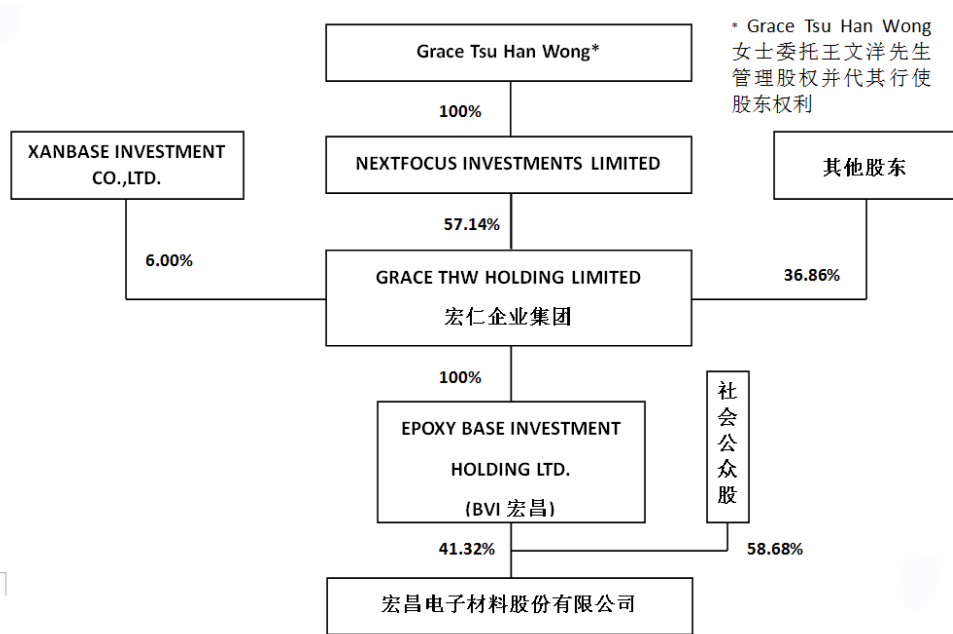 Grace Tsu Han Wong*
* Grace Tsu Han Wong
女士委托王文洋先生
管理股权并代其行使
股东权利
100%
XANBASE INVESTMENT
CO.,LTD.
NEXTFOCUS INVESTMENTS LIMITED
其他股东
57.14%
6.00%
36.86%
GRACE THW HOLDING LIMITED
宏仁企业集团
100%
社会公众股
EPOXY BASE INVESTMENT
HOLDING LTD.
(BVI 宏昌)
41.32%
58.68%
宏昌电子材料股份有限公司